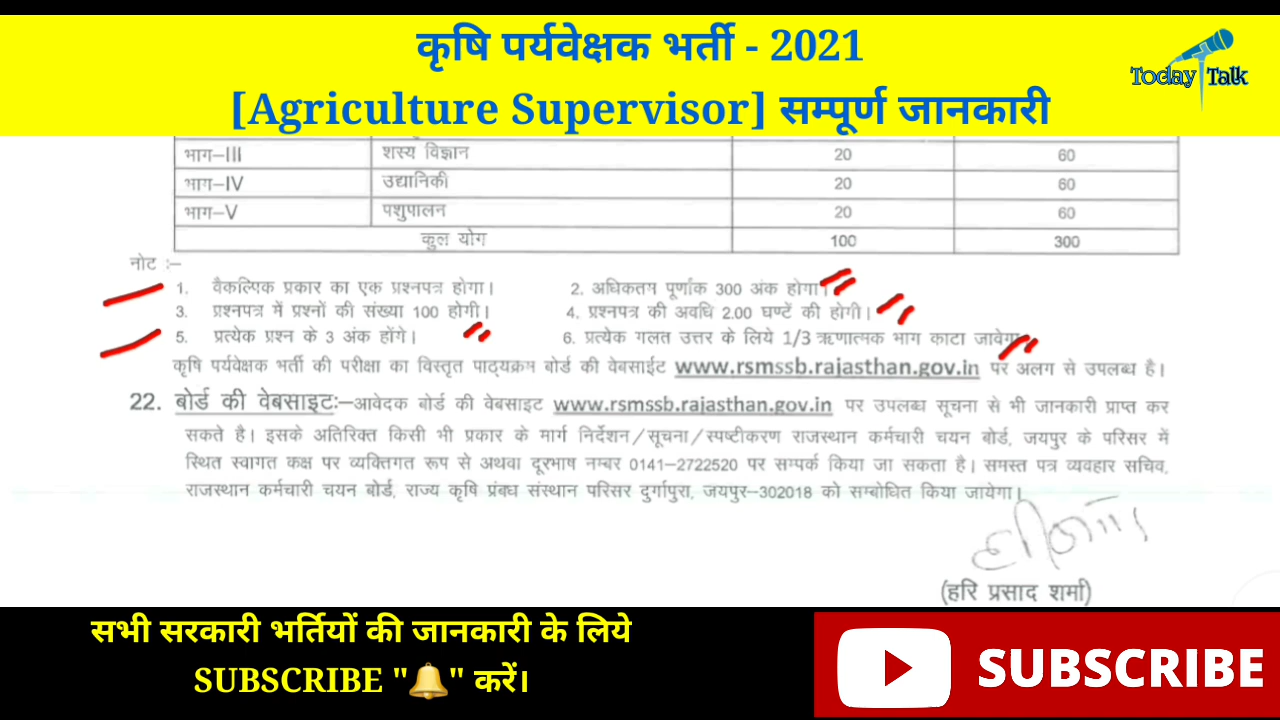 कृषि पर्यवेक्षक भर्ती - 2021
[Agriculture Supervisor] सम्पूर्ण जानकारी
Today Talk
भाग–III शस्य विज्ञान 20 60
भाग–IV उद्यानिकी 20 60
भाग–V पशुपालन 20 60
कुल योग 100 300
नोट :–
1. वैकल्पिक प्रकार का एक प्रश्नपत्र होगा। 2. अधिकतम पूर्णांक 300 अंक होगा।
3. प्रश्नपत्र में प्रश्नों की संख्या 100 होगी। 4. प्रश्नपत्र की अवधि 2.00 घण्टें की होगी।
5. प्रत्येक प्रश्न के 3 अंक होंगे। 6. प्रत्येक गलत उत्तर के लिये 1/3 ऋणात्मक भाग काटा जावेगा
कृषि पर्यवेक्षक भर्ती की परीक्षा का विस्तृत पाठ्यक्रम बोर्ड की वेबसाईट www.rsmssb.rajasthan.gov.in पर अलग से उपलब्ध है।
22. बोर्ड की वेबसाइट:–आवेदक बोर्ड की वेबसाइट www.rsmssb.rajasthan.gov.in पर उपलब्ध सूचना से भी जानकारी प्राप्त कर
सकते है। इसके अतिरिक्त किसी भी प्रकार के मार्ग निर्देशन/सूचना/स्पष्टीकरण राजस्थान कर्मचारी चयन बोर्ड, जयपुर के परिसर में
स्थित स्वागत कक्ष पर व्यक्तिगत रूप से अथवा दूरभाष नम्बर 0141–2722520 पर सम्पर्क किया जा सकता है। समस्त पत्र व्यवहार सचिव,
राजस्थान कर्मचारी चयन बोर्ड, राज्य कृषि प्रंबध संस्थान परिसर दुर्गापुरा, जयपुर–302018 को सम्बोधित किया जायेगा।
(हरि प्रसाद शर्मा)
सभी सरकारी भर्तियों की जानकारी के लिये
SUBSCRIBE "🔔" करें।
SUBSCRIBE